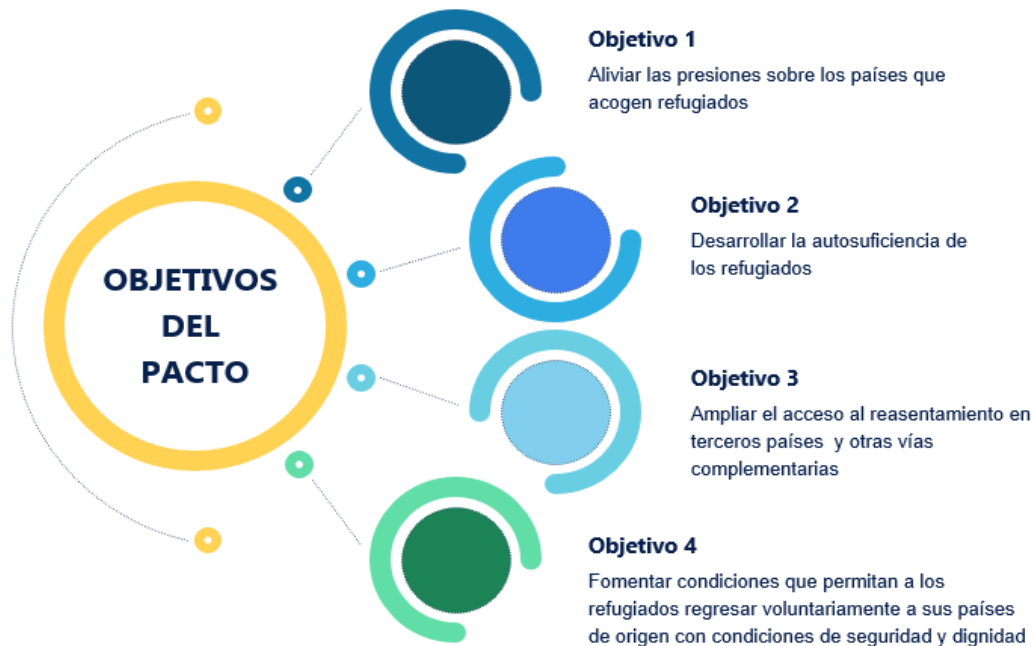 OBJETIVOS
DEL
PACTO
Objetivo 1
Aliviar las presiones sobre los países que
acogen refugiados
Objetivo 2
Desarrollar la autosuficiencia de
los refugiados
Objetivo 3
Ampliar el acceso al reasentamiento en
terceros países y otras vías
complementarias
Objetivo 4
Fomentar condiciones que permitan a los
refugiados regresar voluntariamente a sus países
de origen con condiciones de seguridad y dignidad